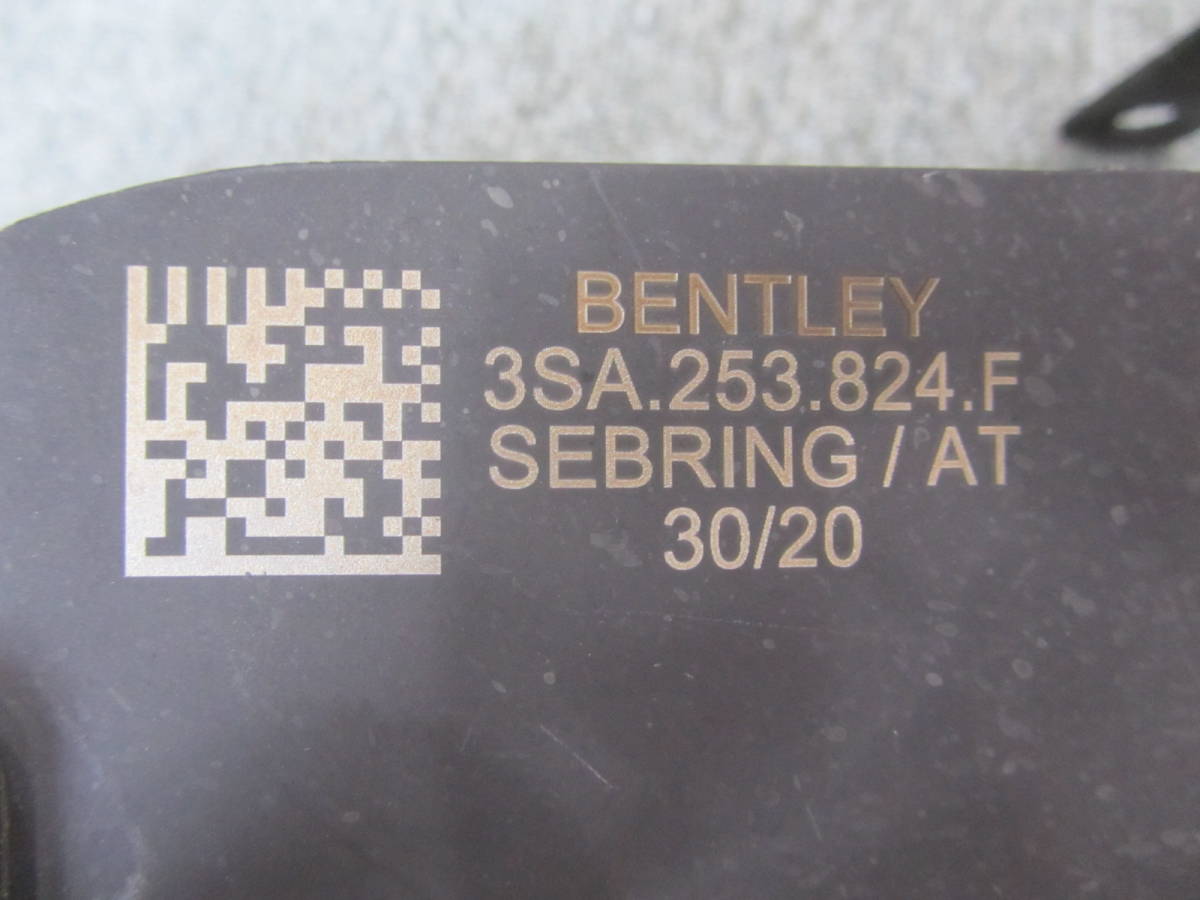 BENTLEY
3SA.253.824.F
SEBRING / AT
30/20